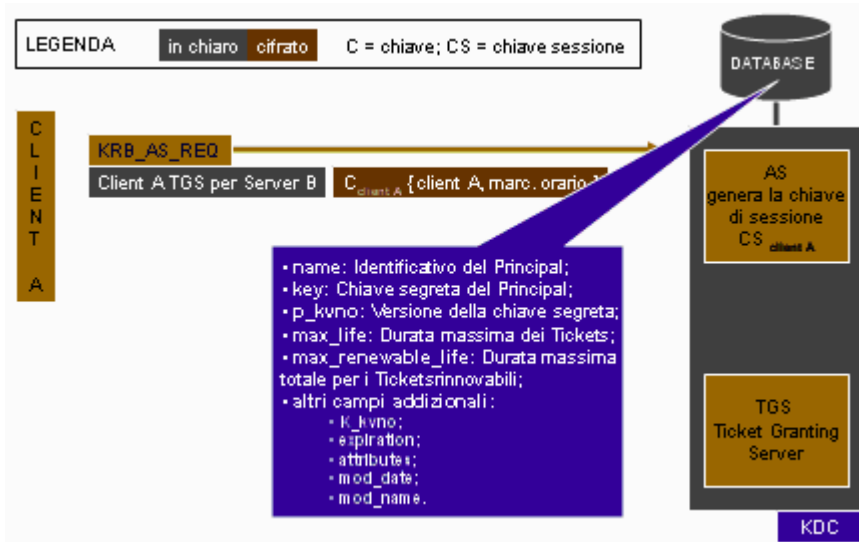 LEGENDA in chiaro cifrato C = chiave; CS = chiave sessione
DATABASE
CLIENT A
KRB_AS_REQ
Client A TGS per Server B C client A {client A, marc. orario
AS
genera la chiave
di sessione
CS client A
• name: Identificativo del Principal;
• key: Chiave segreta del Principal;
• p_kvno: Versione della chiave segreta;
• max_life: Durata massima dei Tickets;
• max_renewable_life: Durata massima
totale per i Ticketsrinnovabili;
• altri campi addizionali:
• K_kvno;
• expiration;
• attributes;
• mod_date;
• mod_name.
TGS
Ticket Granting
Server
KDC